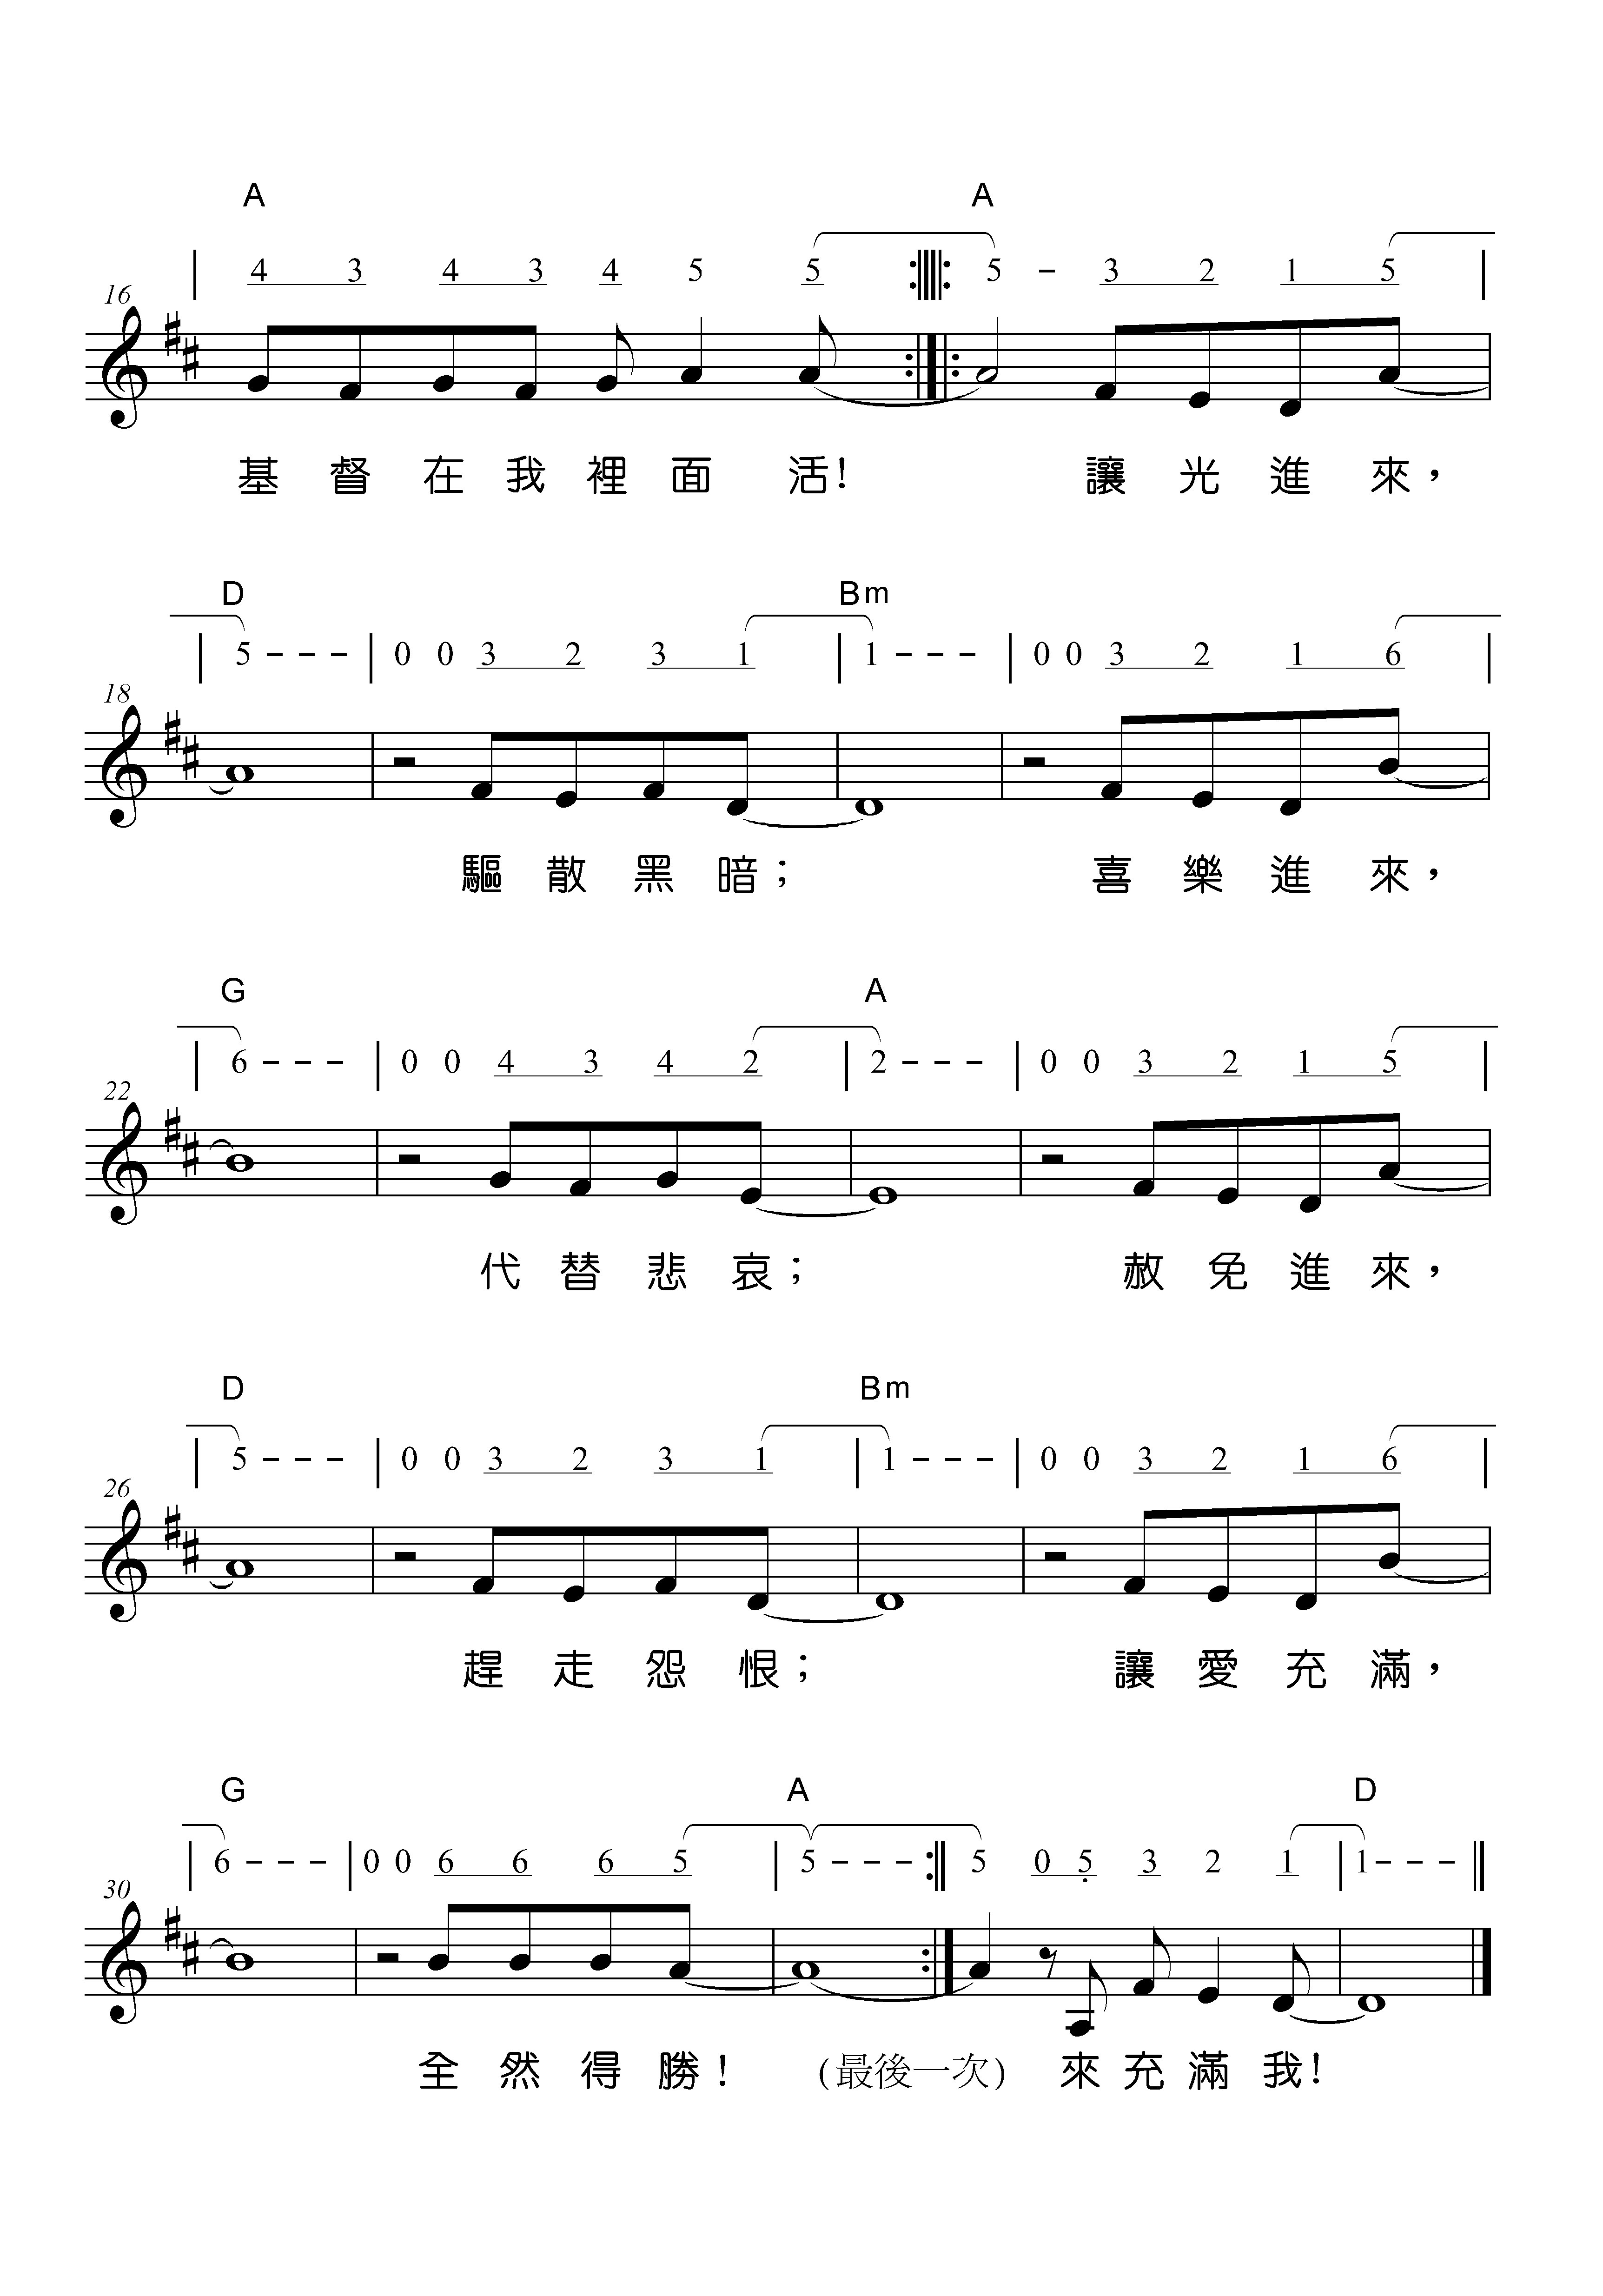 A A
| 4 3 4 3 4 5 5 :||||: 5 - 3 2 1 5 |
16
基督在我裡面活! 讓光進來，
D Bm
| 5 - - - | 0 0 3 2 3 1 | 1 - - - | 0 0 3 2 1 6 |
18
驅散黑暗； 喜樂進來，
G A
| 6 - - - | 0 0 4 3 4 2 | 2 - - - | 0 0 3 2 1 5 |
22
代替悲哀； 赦免進來，
D Bm
| 5 - - - | 0 0 3 2 3 1 | 1 - - - | 0 0 3 2 1 6 |
26
趕走怨恨； 讓愛充滿，
G A D
| 6 - - - | 0 0 6 6 6 5 | 5 - - - :|| 5 0 5̣ 3 2 1 | 1 - - - ||
30
全然得勝! (最後一次) 來充滿我!